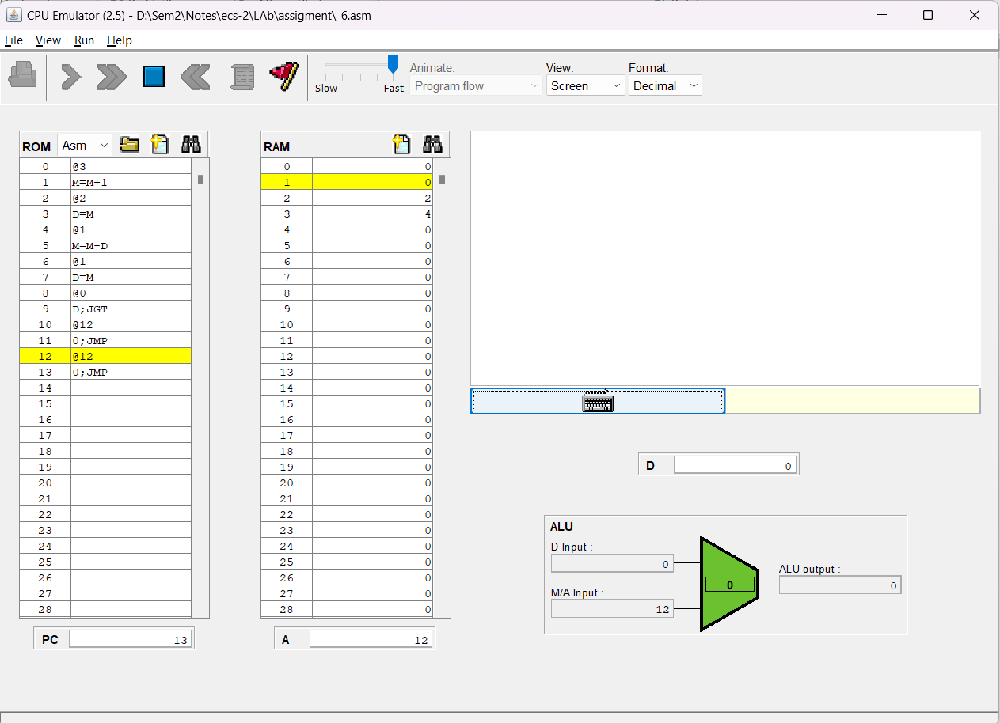 CPU Emulator (2.5) - D:\Sem2\Notes\ecs-2\LAb\assigment\_6.asm
File View Run Help
Slow Fast
Animate:
Program flow
View:
Screen
Format:
Decimal
ROM Asm
0 @3
1 M=M+1
2 @2
3 D=M
4 @1
5 M=M-D
6 @1
7 D=M
8 @0
9 D;JGT
10 @12
11 0;JMP
12 @12
13 0;JMP
14
15
16
17
18
19
20
21
22
23
24
25
26
27
28
PC 13
RAM
0 0
1 0
2 2
3 4
4 0
5 0
6 0
7 0
8 0
9 0
10 0
11 0
12 0
13 0
14 0
15 0
16 0
17 0
18 0
19 0
20 0
21 0
22 0
23 0
24 0
25 0
26 0
27 0
28 0
A 12
D 0
ALU
D Input :
0
M/A Input :
12
0
ALU output :
0